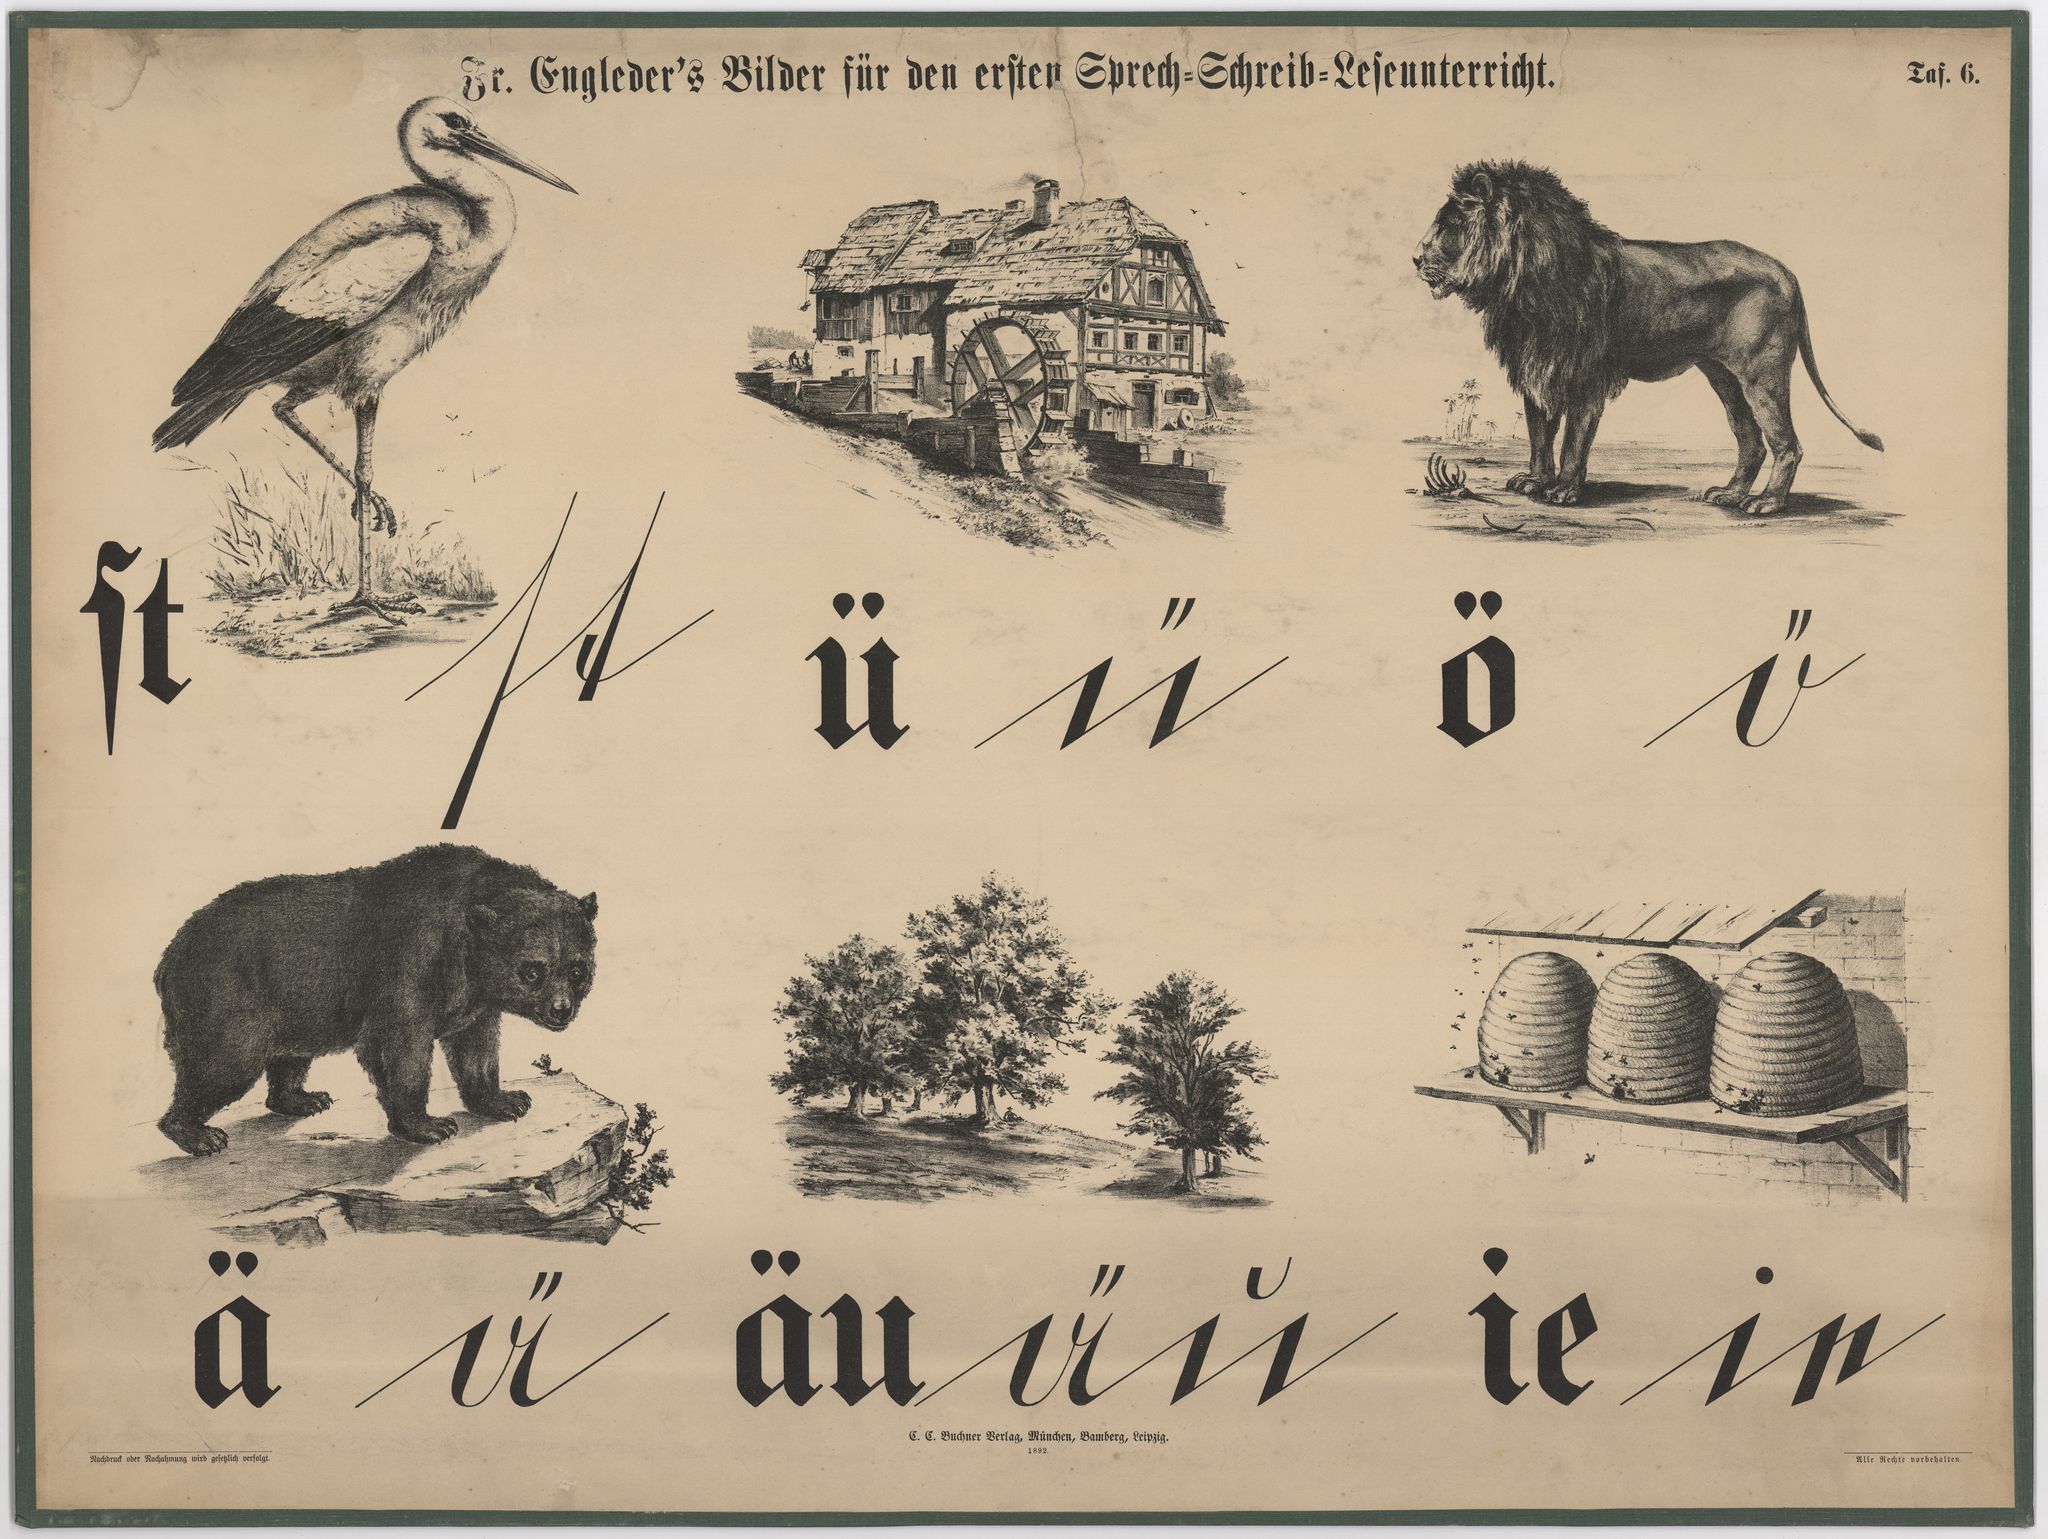 Fr. Engleder's Bilder für den ersten Sprech-Schreib-Leseunterricht.
Taf. 6.
ſt ſt
ü ü
ö ö
ä ä
äu äu
ie ie
C. C. Buchner Verlag, München, Bamberg, Leipzig.
1892.
Nachdruck oder Nachahmung wird gesetzlich verfolgt.
Alle Rechte vorbehalten.